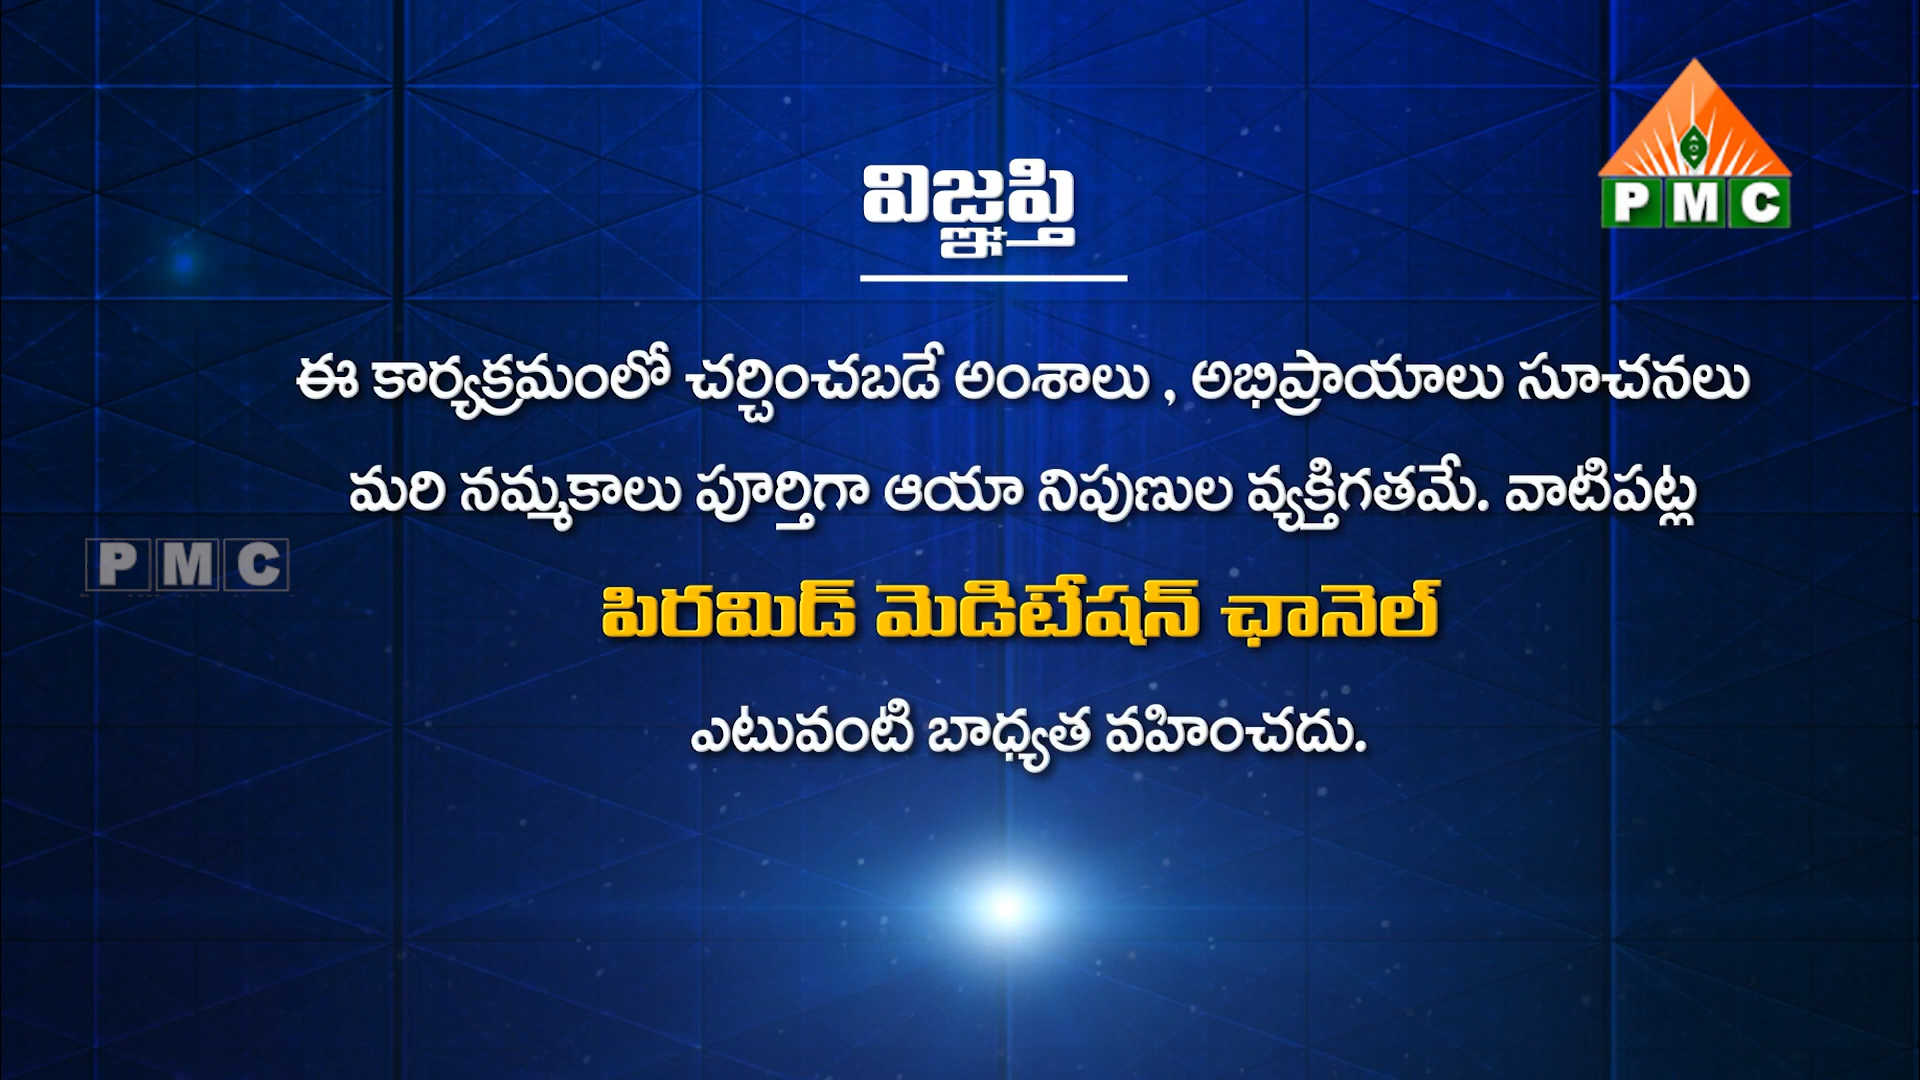 PMC
విజ్ఞప్తి
ఈ కార్యక్రమంలో చర్చించబడే అంశాలు , అభిప్రాయాలు సూచనలు
మరి నమ్మకాలు పూర్తిగా ఆయా నిపుణుల వ్యక్తిగతమే. వాటిపట్ల
PMC
పిరమిడ్ మెడిటేషన్ ఛానెల్
ఎటువంటి బాధ్యత వహించదు.